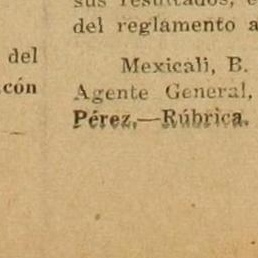 sus resultados,
del reglamento a
Mexicali, B.
Agente General,
Pérez.—Rúbrica.
del
cón